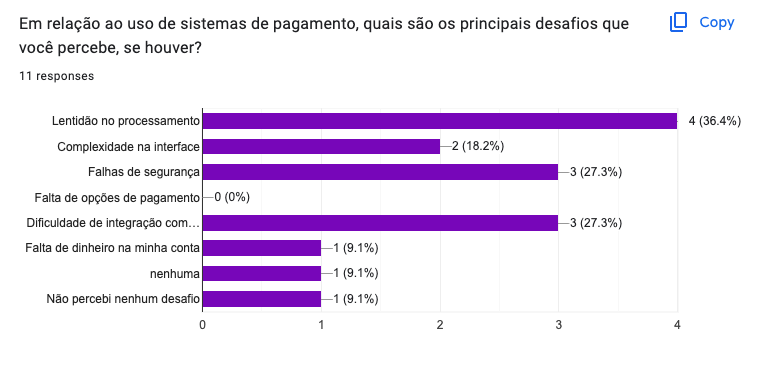 Em relação ao uso de sistemas de pagamento, quais são os principais desafios que
você percebe, se houver?
Copy
11 responses
Lentidão no processamento 4 (36.4%)
Complexidade na interface 2 (18.2%)
Falhas de segurança 3 (27.3%)
Falta de opções de pagamento 0 (0%)
Dificuldade de integração com… 3 (27.3%)
Falta de dinheiro na minha conta 1 (9.1%)
nenhuma 1 (9.1%)
Não percebi nenhum desafio 1 (9.1%)
0 1 2 3 4